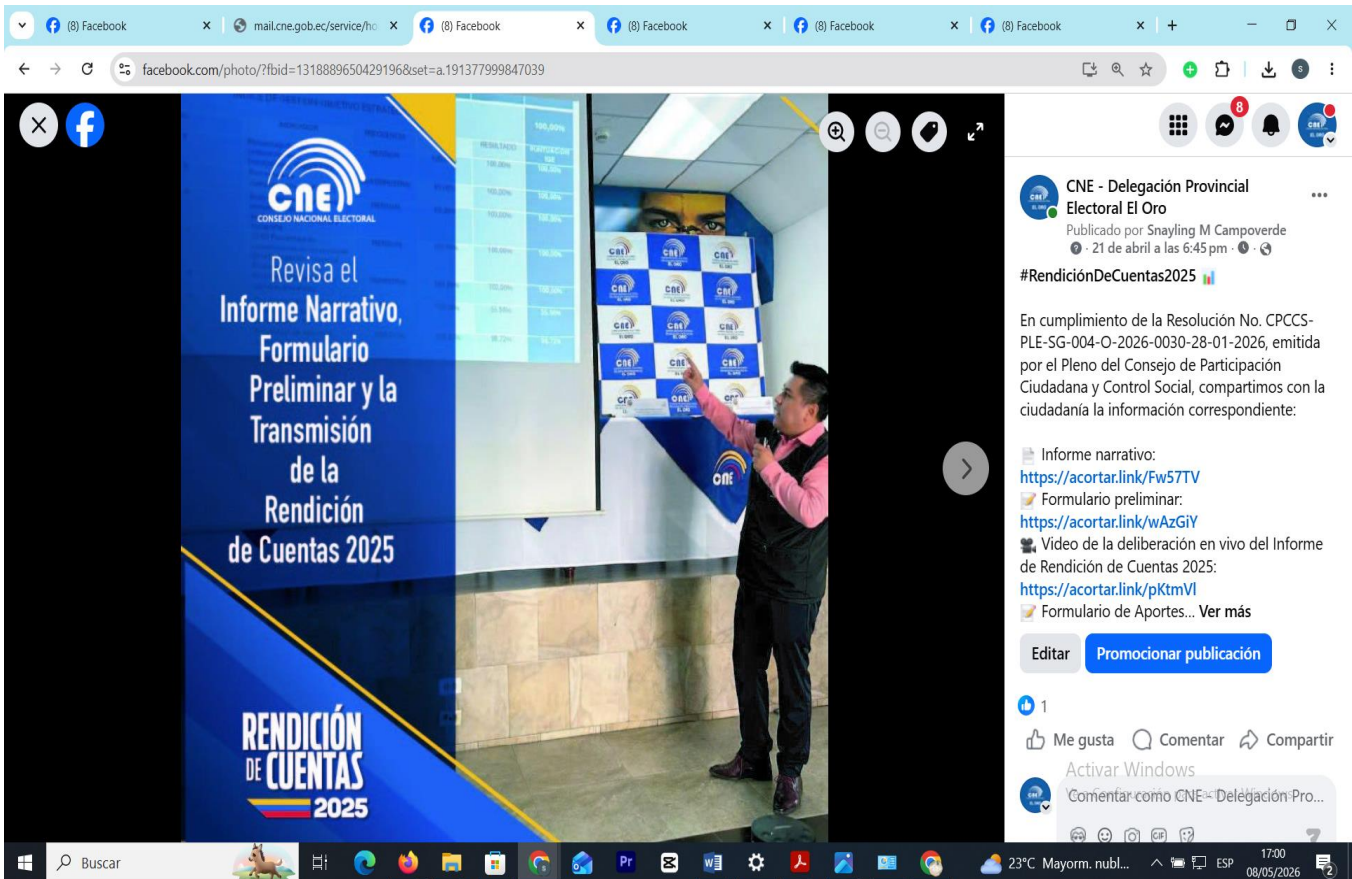 (8) Facebook
mail.cne.gob.ec/service/ho
(8) Facebook
(8) Facebook
(8) Facebook
(8) Facebook
facebook.com/photo/?fbid=1318889650429196&set=a.191377999847039
CNE
CONSEJO NACIONAL ELECTORAL
Revisa el
Informe Narrativo,
Formulario
Preliminar y la
Transmisión
de la
Rendición
de Cuentas 2025
RENDICIÓN
DE CUENTAS
2025
RESULTADO
100,00%
8
CNE - Delegación Provincial
Electoral El Oro
Publicado por Snayling M Campoverde
21 de abril a las 6:45 pm
#RendiciónDeCuentas2025
En cumplimiento de la Resolución No. CPCCS-
PLE-SG-004-O-2026-0030-28-01-2026, emitida
por el Pleno del Consejo de Participación
Ciudadana y Control Social, compartimos con la
ciudadanía la información correspondiente:
Informe narrativo:
https://acortar.link/Fw57TV
Formulario preliminar:
https://acortar.link/wAzGiY
Video de la deliberación en vivo del Informe
de Rendición de Cuentas 2025:
https://acortar.link/pKtmVl
Formulario de Aportes... Ver más
Editar
Promocionar publicación
1
Me gusta
Comentar
Compartir
Activar Windows
Comentar como CNE - Delegación Pro...
GIF
Buscar
23°C Mayorm. nubl...
ESP
17:00
08/05/2026
2